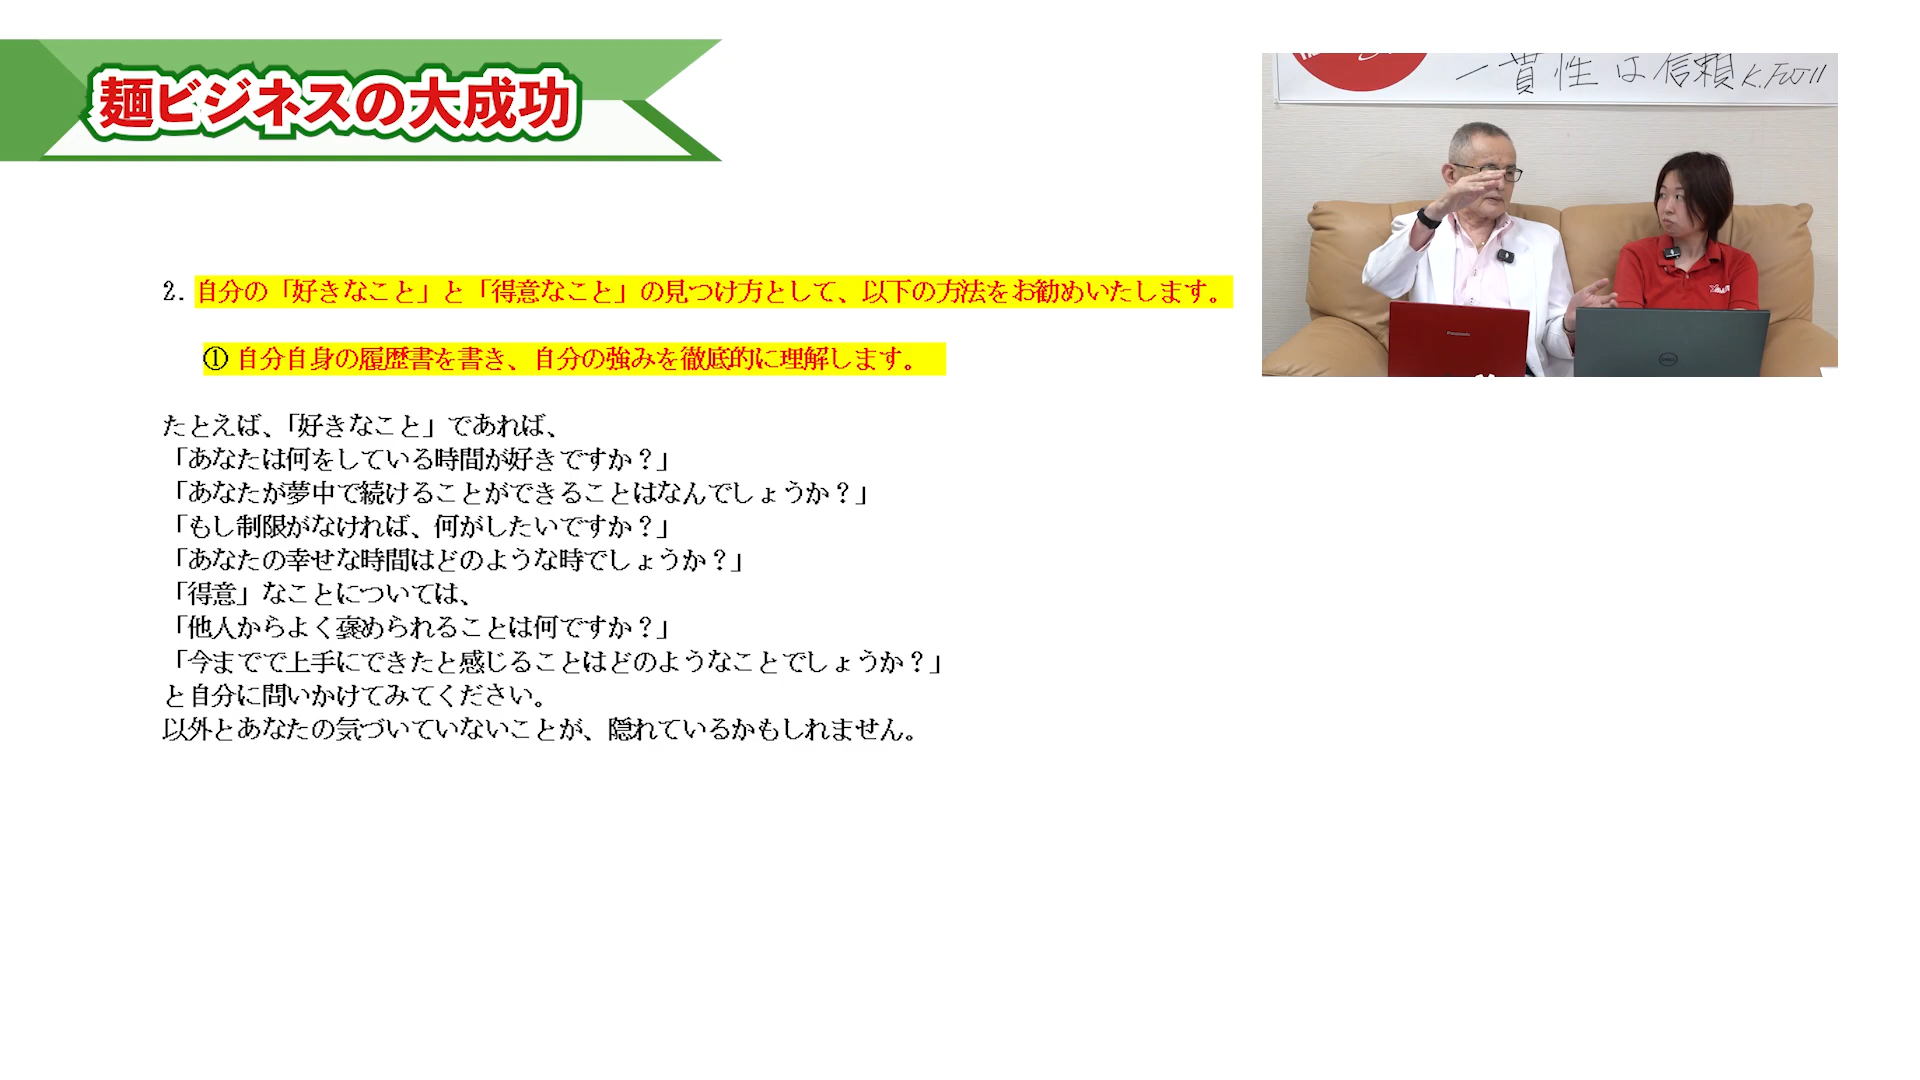 麺ビジネスの大成功
一貫性は信頼 K.FUJII
2. 自分の「好きなこと」と「得意なこと」の見つけ方として、以下の方法をお勧めいたします。
① 自分自身の履歴書を書き、自分の強みを徹底的に理解します。
たとえば、「好きなこと」であれば、
「あなたは何をしている時間が好きですか？」
「あなたが夢中で続けることができることはなんでしょうか？」
「もし制限がなければ、何がしたいですか？」
「あなたの幸せな時間はどのような時でしょうか？」
「得意」なことについては、
「他人からよく褒められることは何ですか？」
「今までで上手にできたと感じることはどのようなことでしょうか？」
と自分に問いかけてみてください。
以外とあなたの気づいていないことが、隠れているかもしれません。
Panasonic
DELL